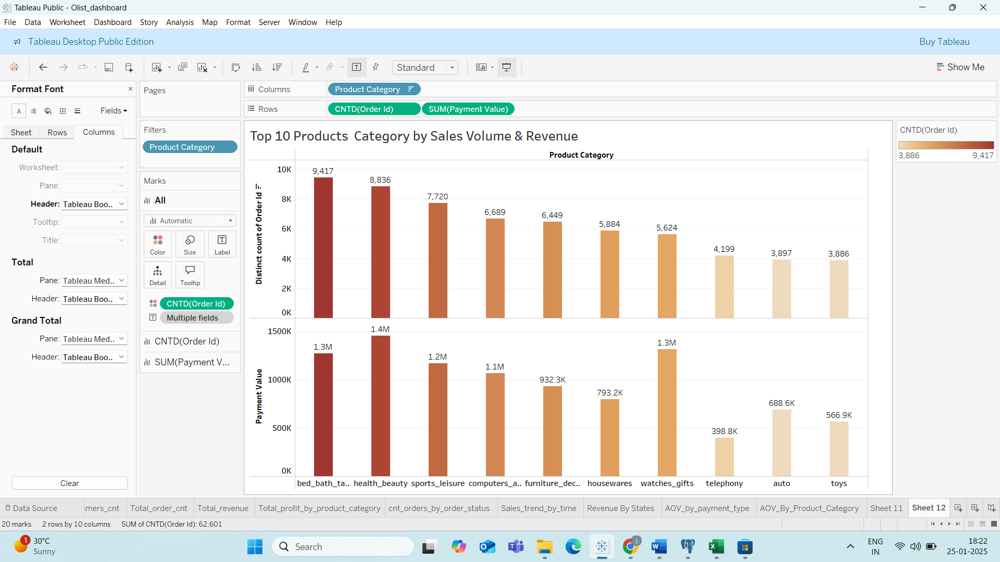 Tableau Public - Olist_dashboard
File Data Worksheet Dashboard Story Analysis Map Format Server Window Help
Tableau Desktop Public Edition
Buy Tableau
Standard
Show Me
Format Font
Fields
Sheet Rows Columns
Default
Worksheet:
Pane:
Header: Tableau Boo..
Tooltip:
Title:
Total
Pane: Tableau Med..
Header: Tableau Boo..
Grand Total
Pane: Tableau Med..
Header: Tableau Boo..
Clear
Pages
Filters
Product Category
Marks
All
Automatic
Color Size Label
Detail Tooltip
CNTD(Order Id)
Multiple fields
CNTD(Order Id)
SUM(Payment V...
Columns Product Category
Rows CNTD(Order Id) SUM(Payment Value)
Top 10 Products  Category by Sales Volume & Revenue
Product Category
Distinct count of Order Id
10K
8K
6K
4K
2K
0K
9,417 8,836 7,720 6,689 6,449 5,884 5,624 4,199 3,897 3,886
Payment Value
1500K
1000K
500K
0K
1.3M 1.4M 1.2M 1.1M 932.3K 793.2K 1.3M 398.8K 688.6K 566.9K
bed_bath_ta.. health_beauty sports_leisure computers_a.. furniture_dec.. housewares watches_gifts telephony auto toys
CNTD(Order Id)
3,886 9,417
Data Source mers_cnt Total_order_cnt Total_revenue Total_profit_by_product_category cnt_orders_by_order_status Sales_trend_by_time Revenue By States AOV_by_payment_type AOV_By_Product_Category Sheet 11 Sheet 12
20 marks 2 rows by 10 columns SUM of CNTD(Order Id): 62,601
1
30°C
Sunny
Search
j
ENG
IN
18:22
25-01-2025